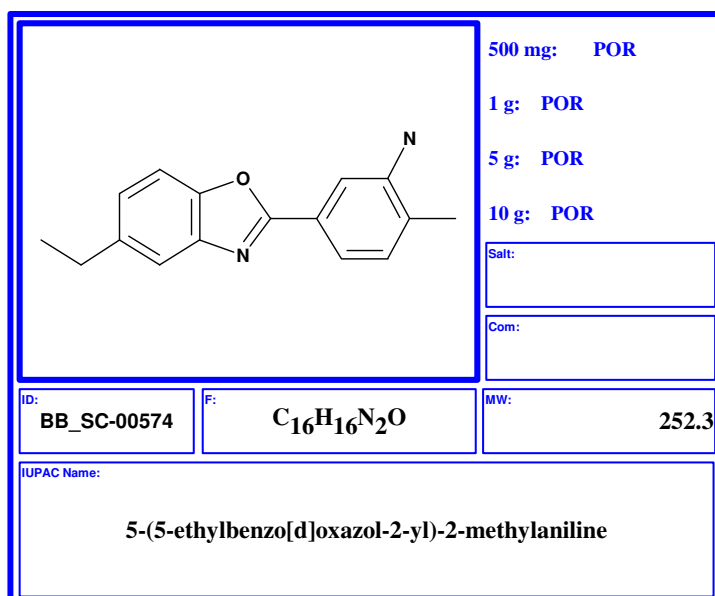 500 mg: POR
1 g: POR
5 g: POR
10 g: POR
N
O
N
Salt:
Com:
ID:
BB_SC-00574
F:
C16H16N2O
MW:
252.3
IUPAC Name:
5-(5-ethylbenzo[d]oxazol-2-yl)-2-methylaniline